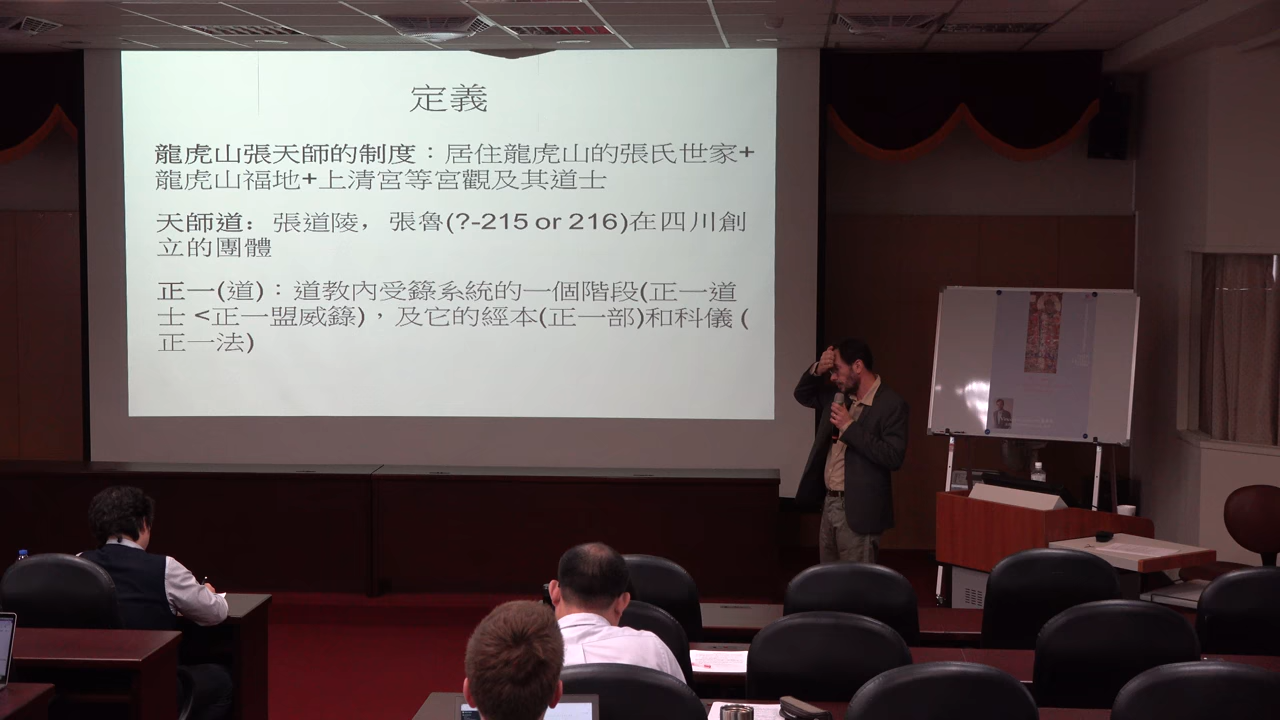 定義
龍虎山張天師的制度：居住龍虎山的張氏世家+
龍虎山福地+上清宮等宮觀及其道士
天師道：張道陵，張魯(?-215 or 216)在四川創
立的團體
正一(道)：道教內受籙系統的一個階段(正一道
士 <正一盟威籙)，及它的經本(正一部)和科儀 (
正一法)